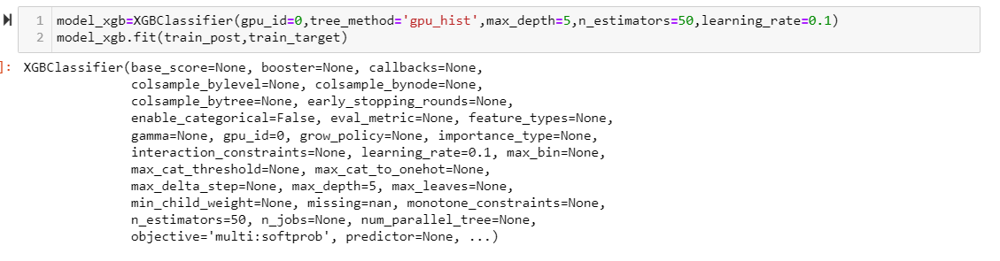 1 model_xgb=XGBClassifier(gpu_id=0,tree_method='gpu_hist',max_depth=5,n_estimators=50,learning_rate=0.1)
2 model_xgb.fit(train_post,train_target)
]: XGBClassifier(base_score=None, booster=None, callbacks=None,
colsample_bylevel=None, colsample_bynode=None,
colsample_bytree=None, early_stopping_rounds=None,
enable_categorical=False, eval_metric=None, feature_types=None,
gamma=None, gpu_id=0, grow_policy=None, importance_type=None,
interaction_constraints=None, learning_rate=0.1, max_bin=None,
max_cat_threshold=None, max_cat_to_onehot=None,
max_delta_step=None, max_depth=5, max_leaves=None,
min_child_weight=None, missing=nan, monotone_constraints=None,
n_estimators=50, n_jobs=None, num_parallel_tree=None,
objective='multi:softprob', predictor=None, ...)